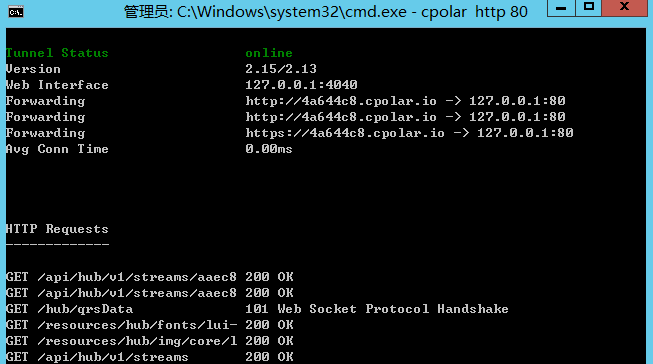 管理员: C:\Windows\system32\cmd.exe - cpolar  http 80
Tunnel Status                 online
Version                       2.15/2.13
Web Interface                 127.0.0.1:4040
Forwarding                    http://4a644c8.cpolar.io -> 127.0.0.1:80
Forwarding                    http://4a644c8.cpolar.io -> 127.0.0.1:80
Forwarding                    https://4a644c8.cpolar.io -> 127.0.0.1:80
Avg Conn Time                 0.00ms
HTTP Requests
-------------
GET /api/hub/v1/streams/aaec8 200 OK
GET /api/hub/v1/streams/aaec8 200 OK
GET /hub/qrsData              101 Web Socket Protocol Handshake
GET /resources/hub/fonts/lui- 200 OK
GET /resources/hub/img/core/l 200 OK
GET /api/hub/v1/streams       200 OK